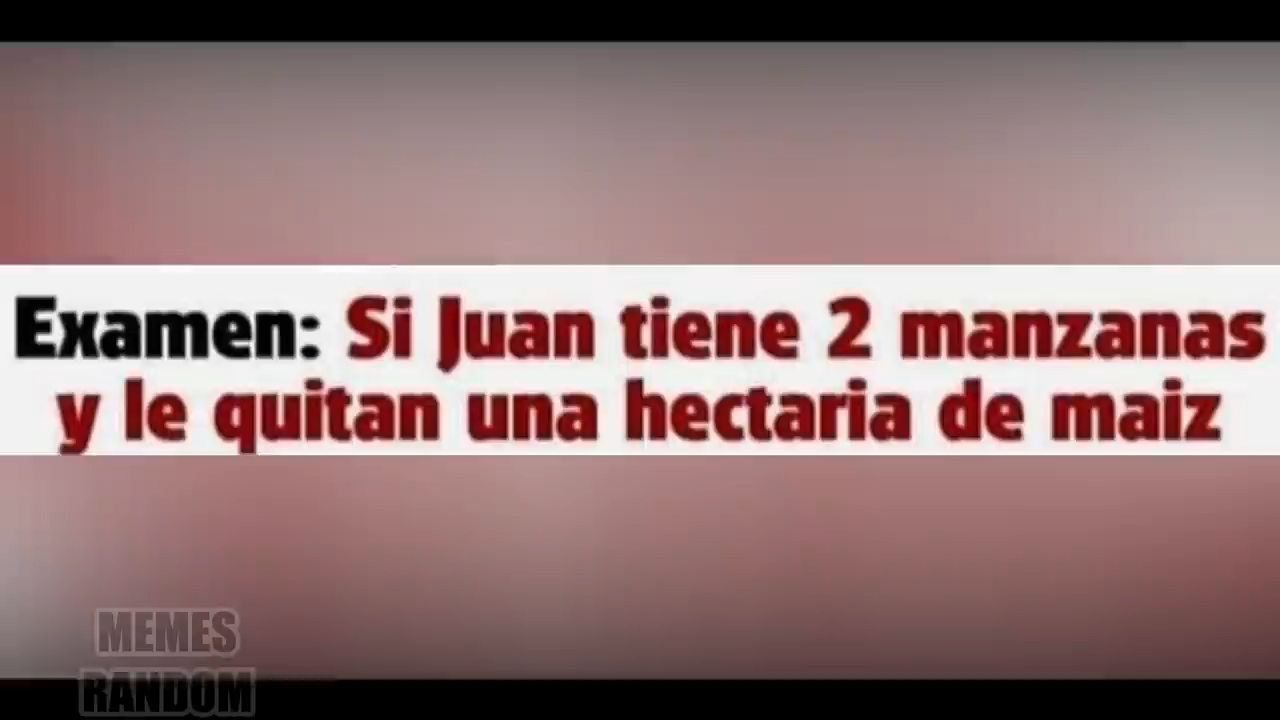 Examen: Si Juan tiene 2 manzanas
y le quitan una hectaria de maiz
MEMES
RANDOM